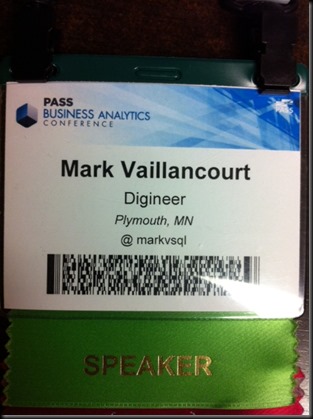 PASS
BUSINESS ANALYTICS
CONFERENCE
Mark Vaillancourt
Digineer
Plymouth, MN
@ markvsql
SPEAKER